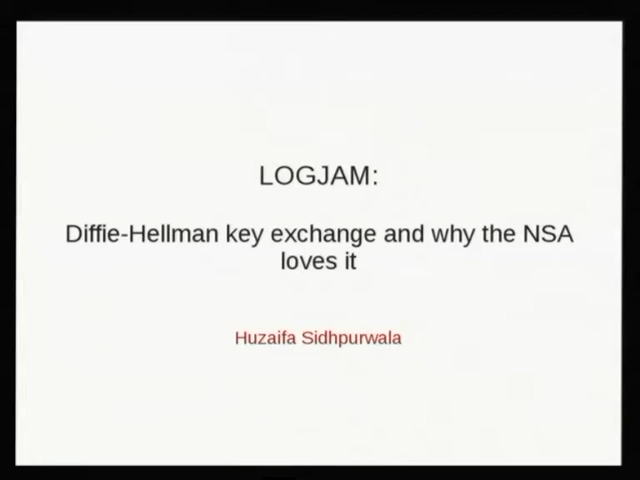 LOGJAM:
Diffie-Hellman key exchange and why the NSA
loves it
Huzaifa Sidhpurwala